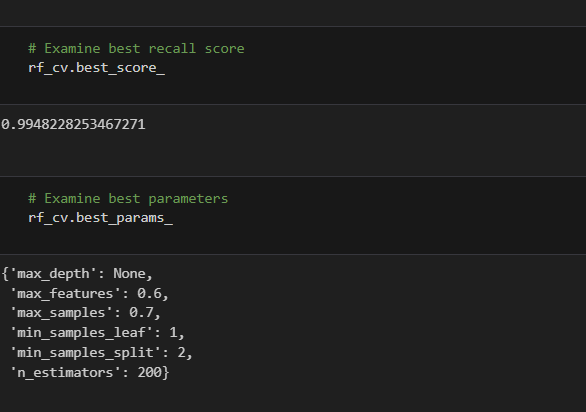 # Examine best recall score
rf_cv.best_score_
0.9948228253467271
# Examine best parameters
rf_cv.best_params_
{'max_depth': None,
 'max_features': 0.6,
 'max_samples': 0.7,
 'min_samples_leaf': 1,
 'min_samples_split': 2,
 'n_estimators': 200}